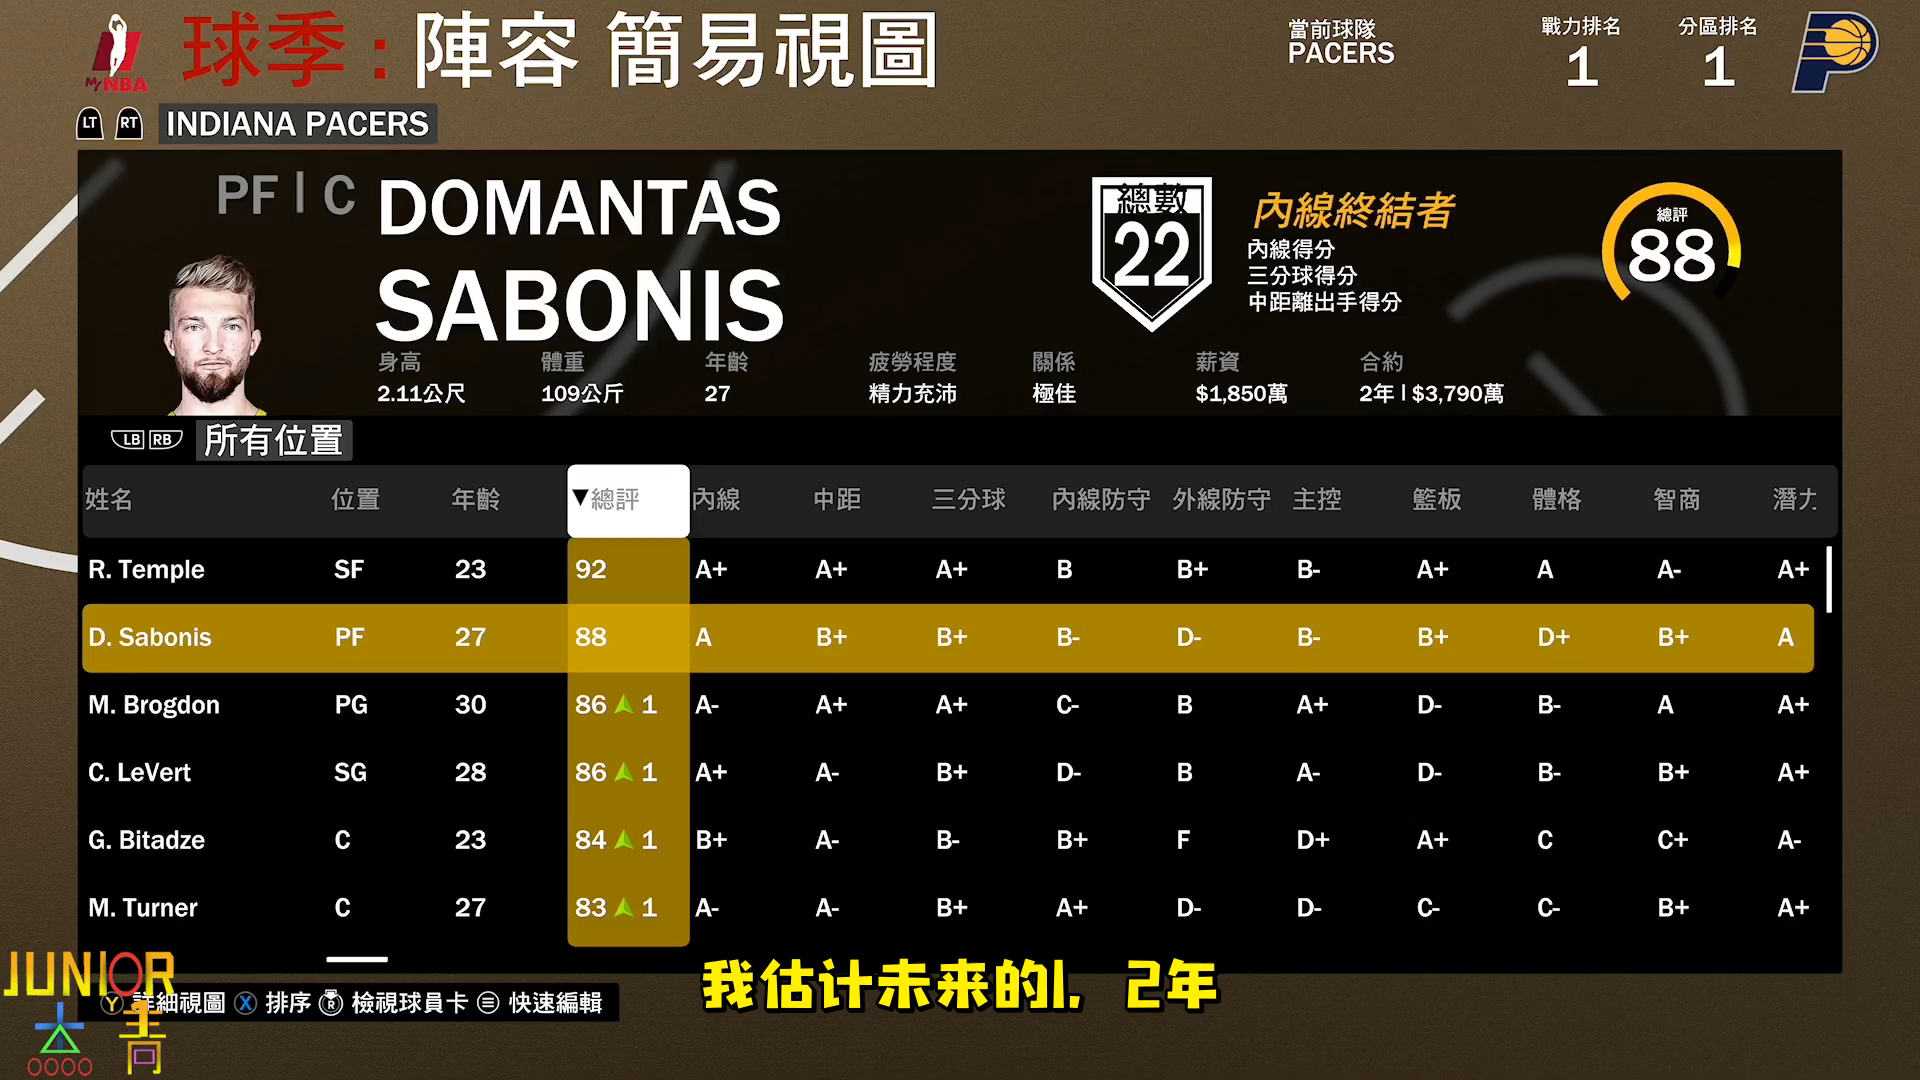 My NBA
球季 : 陣容 簡易視圖
當前球隊
PACERS
戰力排名
1
分區排名
1
LT RT INDIANA PACERS
PF | C DOMANTAS
SABONIS
總數
22
內線終結者
內線得分
三分球得分
中距離出手得分
總評
88
身高 體重 年齡 疲勞程度 關係 薪資 合約
2.11公尺 109公斤 27 精力充沛 極佳 $1,850萬 2年 | $3,790萬
LB RB 所有位置
姓名 位置 年齡 ▼總評 內線 中距 三分球 內線防守 外線防守 主控 籃板 體格 智商 潛力
R. Temple SF 23 92 A+ A+ A+ B B+ B- A+ A A- A+
D. Sabonis PF 27 88 A B+ B+ B- D- B- B+ D+ B+ A
M. Brogdon PG 30 86 ▲ 1 A- A+ A+ C- B A+ D- B- A A+
C. LeVert SG 28 86 ▲ 1 A+ A- B+ D- B A- D- B- B+ A+
G. Bitadze C 23 84 ▲ 1 B+ A- B- B+ F D+ A+ C C+ A-
M. Turner C 27 83 ▲ 1 A- A- B+ A+ D- D- C- C- B+ A+
我估计未来的1，2年
JUNIOR
Y 詳細視圖 X 排序 R 檢視球員卡 快速編輯